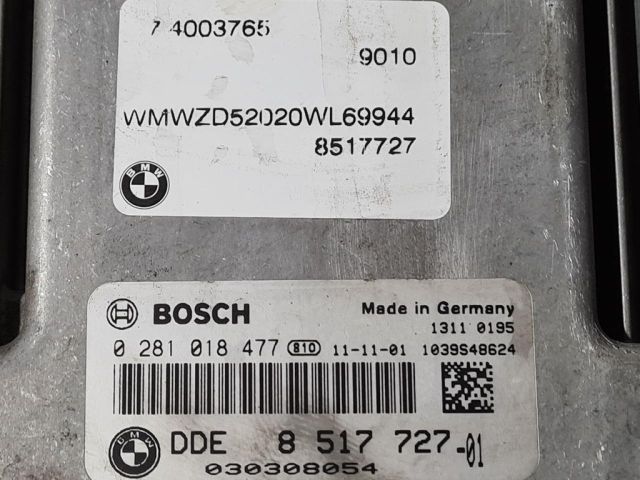 7 4003765
9010
WMWZD52020WL69944
8517727
BMW
BOSCH Made in Germany
1311 0195
0 281 018 477 810 11-11-01 1039S48624
BMW DDE 8 517 727-01
030308054